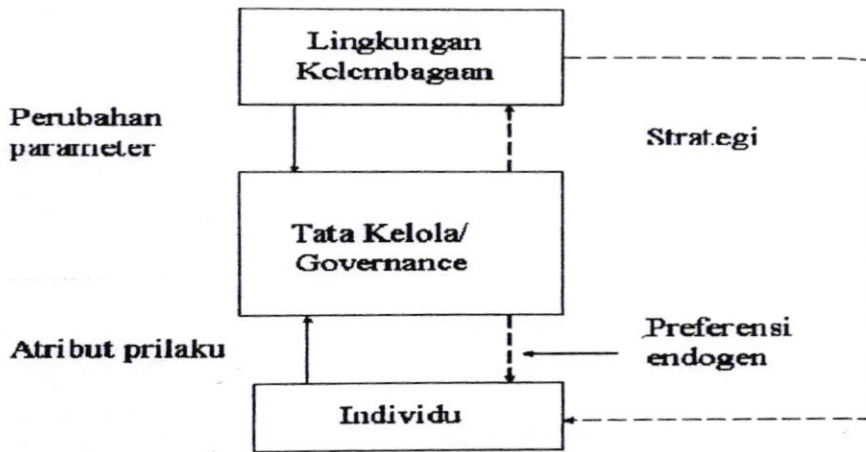 Lingkungan
Kelembagaan
Perubahan
parameter
Strategi
Tata Kelola/
Governance
Atribut prilaku
Preferensi
endogen
Individu